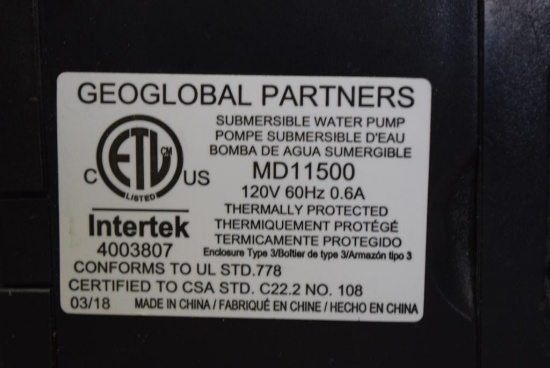 GEOGLOBAL PARTNERS
SUBMERSIBLE WATER PUMP
POMPE SUBMERSIBLE D'EAU
BOMBA DE AGUA SUMERGIBLE
MD11500
120V 60Hz 0.6A
THERMALLY PROTECTED
THERMIQUEMENT PROTÉGÉ
TERMICAMENTE PROTEGIDO
Enclosure Type 3/Boîtier de type 3/Armazón tipo 3
C ETL CM US
LISTED
Intertek
4003807
CONFORMS TO UL STD.778
CERTIFIED TO CSA STD. C22.2 NO. 108
03/18 MADE IN CHINA / FABRIQUÉ EN CHINE / HECHO EN CHINA